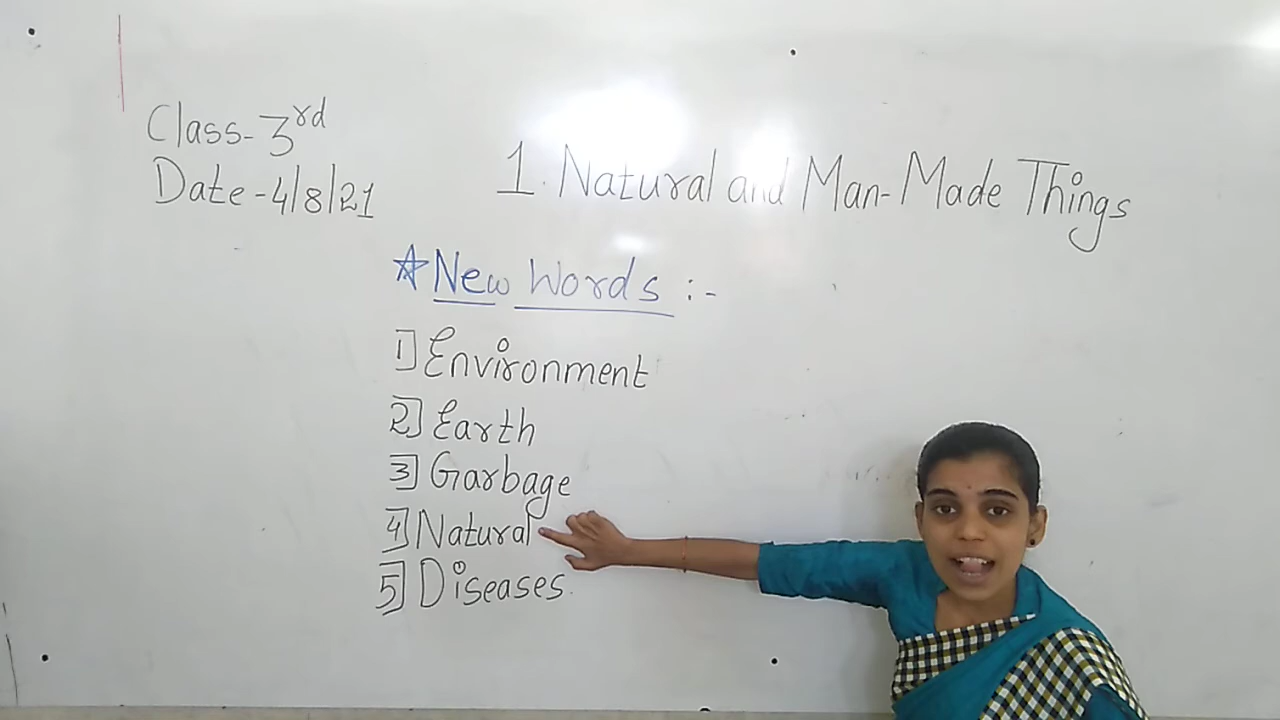 Class-3rd
Date-4/8/21
1. Natural and Man-Made Things
☆New Words:-
1] Environment
2] Earth
3] Garbage
4] Natural
5] Diseases.